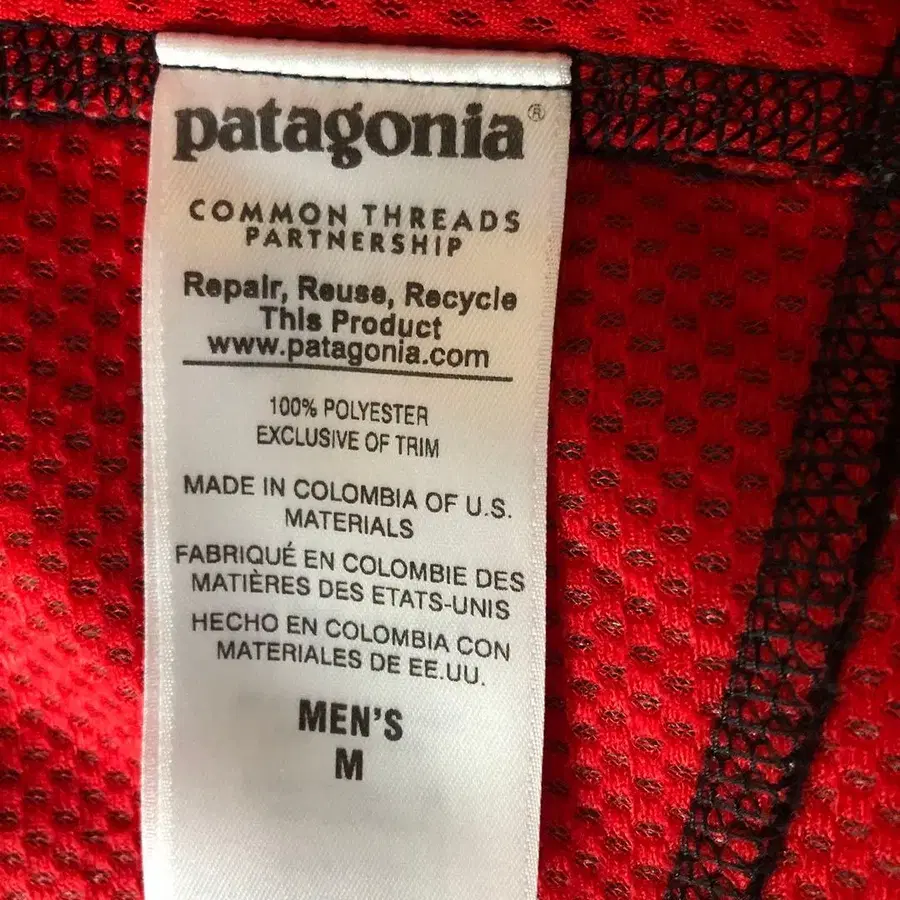 patagonia®
COMMON THREADS
PARTNERSHIP
Repair, Reuse, Recycle
This Product
www.patagonia.com
100% POLYESTER
EXCLUSIVE OF TRIM
MADE IN COLOMBIA OF U.S.
MATERIALS
FABRIQUÉ EN COLOMBIE DES
MATIÈRES DES ETATS-UNIS
HECHO EN COLOMBIA CON
MATERIALES DE EE.UU.
MEN'S
M